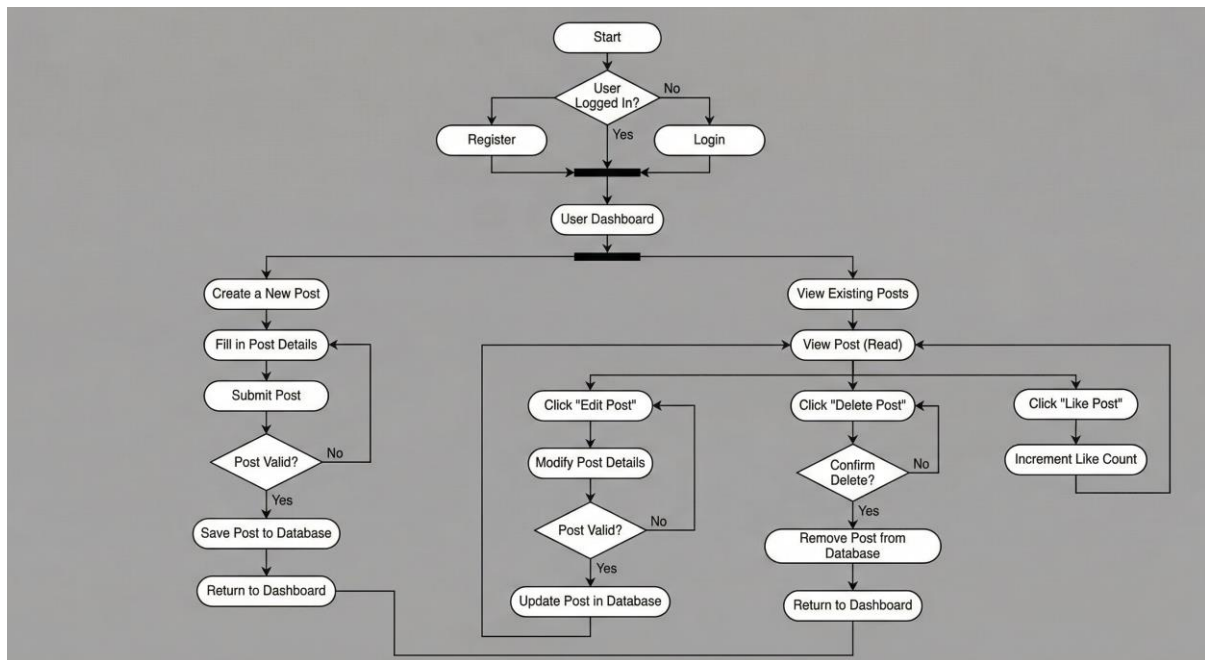 Start
User
Logged In?
No
Register
Yes
Login
User Dashboard
Create a New Post
View Existing Posts
Fill in Post Details
View Post (Read)
Submit Post
Click "Edit Post"
Click "Delete Post"
Click "Like Post"
Post Valid?
No
Modify Post Details
Confirm
Delete?
No
Increment Like Count
Yes
Save Post to Database
Post Valid?
No
Yes
Remove Post from
Database
Return to Dashboard
Yes
Update Post in Database
Return to Dashboard